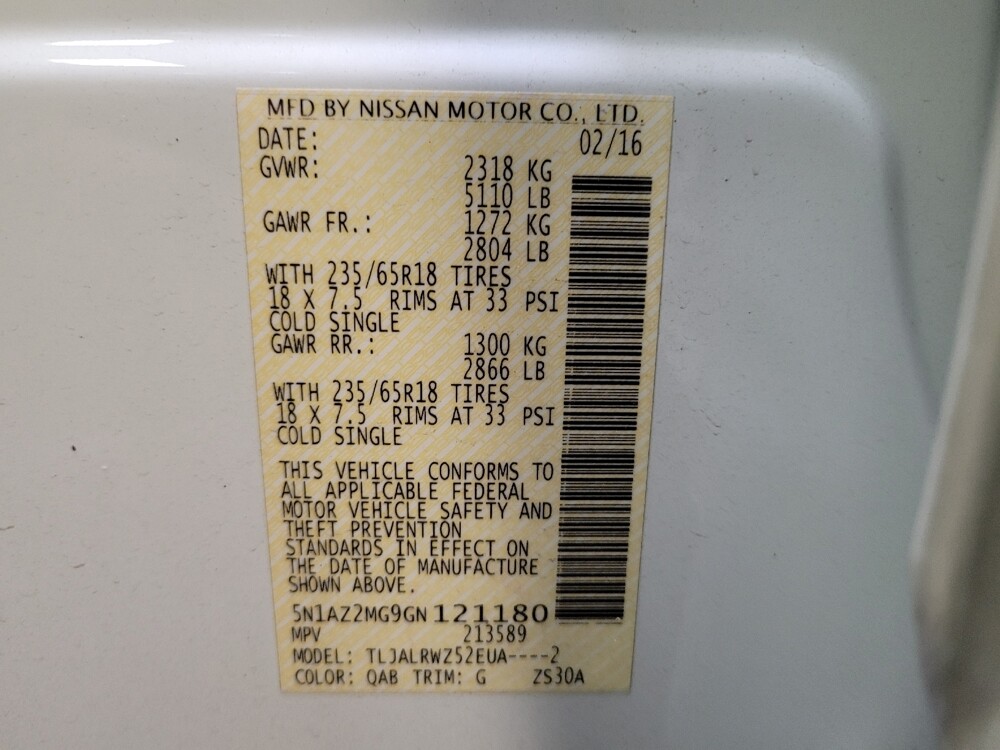 MFD BY NISSAN MOTOR CO., LTD.
DATE: 02/16
GVWR: 2318 KG
5110 LB
GAWR FR.: 1272 KG
2804 LB
WITH 235/65R18 TIRES
18 X 7.5 RIMS AT 33 PSI
COLD SINGLE
GAWR RR.: 1300 KG
2866 LB
WITH 235/65R18 TIRES
18 X 7.5 RIMS AT 33 PSI
COLD SINGLE
THIS VEHICLE CONFORMS TO
ALL APPLICABLE FEDERAL
MOTOR VEHICLE SAFETY AND
THEFT PREVENTION
STANDARDS IN EFFECT ON
THE DATE OF MANUFACTURE
SHOWN ABOVE.
5N1AZ2MG9GN121180
MPV 213589
MODEL: TLJALRWZ52EUA----2
COLOR: QAB TRIM: G ZS30A